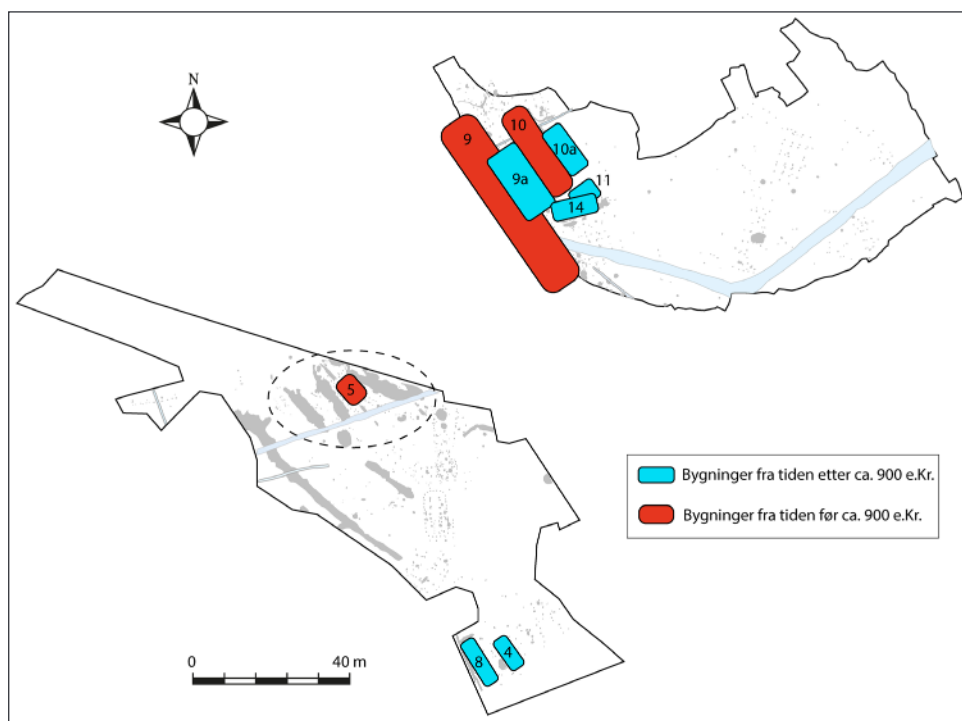 N
9
10
10a
9a
11
14
5
Bygninger fra tiden etter ca. 900 e.Kr.
Bygninger fra tiden før ca. 900 e.Kr.
8
4
0
40 m